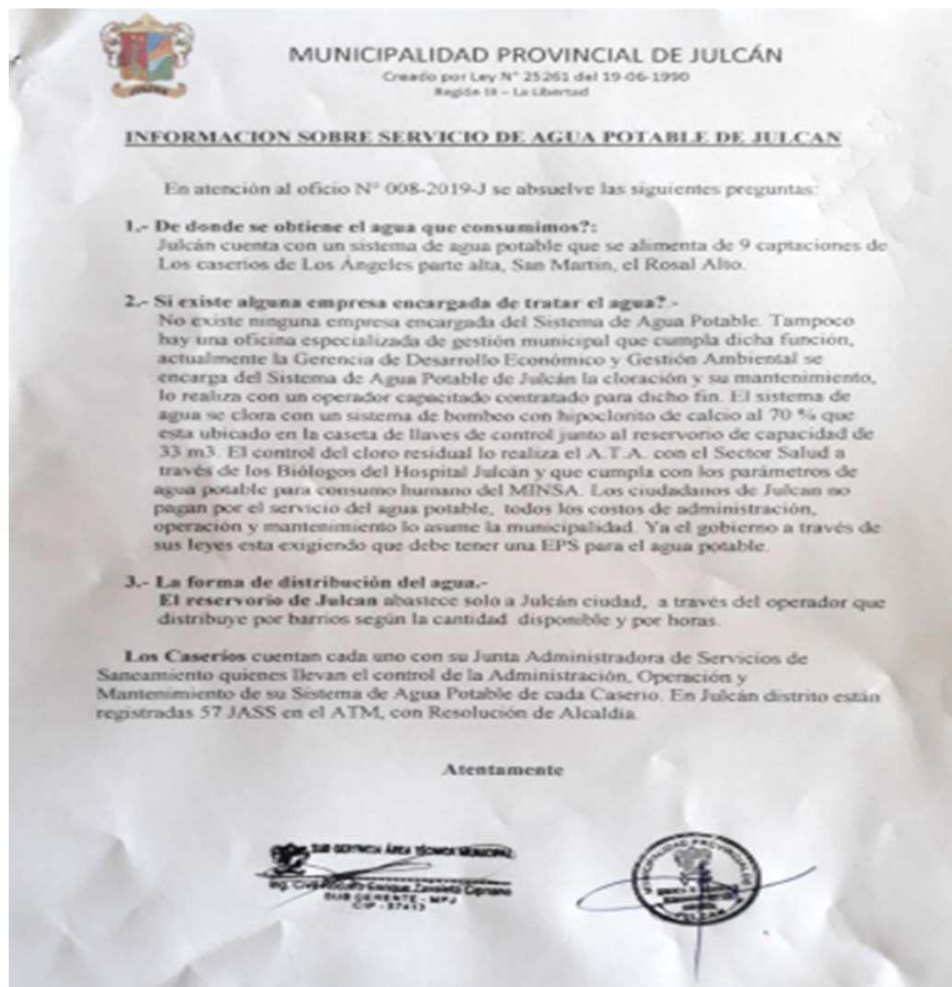 JULCAN
MUNICIPALIDAD PROVINCIAL DE JULCÁN
Creado por Ley N° 25261 del 19-06-1990
Región III – La Libertad
INFORMACION SOBRE SERVICIO DE AGUA POTABLE DE JULCAN
En atención al oficio N° 008-2019-J se absuelve las siguientes preguntas:
1.- De donde se obtiene el agua que consumimos?:
Julcán cuenta con un sistema de agua potable que se alimenta de 9 captaciones de
Los caserios de Los Ángeles parte alta, San Martin, el Rosal Alto.
2.- Si existe alguna empresa encargada de tratar el agua?.-
No existe ninguna empresa encargada del Sistema de Agua Potable. Tampoco
hay una oficina especializada de gestión municipal que cumpla dicha función,
actualmente la Gerencia de Desarrollo Económico y Gestión Ambiental se
encarga del Sistema de Agua Potable de Julcán la cloración y su mantenimiento,
lo realiza con un operador capacitado contratado para dicho fin. El sistema de
agua se clora con un sistema de bombeo con hipoclorito de calcio al 70 % que
esta ubicado en la caseta de llaves de control junto al reservorio de capacidad de
33 m3. El control del cloro residual lo realiza el A.T.A. con el Sector Salud a
través de los Biólogos del Hospital Julcán y que cumpla con los parámetros de
agua potable para consumo humano del MINSA. Los ciudadanos de Julcan no
pagan por el servicio del agua potable, todos los costos de administración,
operación y mantenimiento lo asume la municipalidad. Ya el gobierno a través de
sus leyes esta exigiendo que debe tener una EPS para el agua potable.
3.- La forma de distribución del agua.-
El reservorio de Julcan abastece solo a Julcán ciudad, a través del operador que
distribuye por barrios según la cantidad disponible y por horas.
Los Caseríos cuentan cada uno con su Junta Administradora de Servicios de
Saneamiento quienes llevan el control de la Administración, Operación y
Mantenimiento de su Sistema de Agua Potable de cada Caserio. En Julcán distrito están
registradas 57 JASS en el ATM, con Resolución de Alcaldía.
Atentamente
SUB GERENCIA ÁREA TÉCNICA MUNICIPAL
Ing. Civil Enrique Zavaleta Cipriano
SUB GERENTE - MPJ
CIP - 57413
MUNICIPALIDAD PROVINCIAL DE
JULCAN